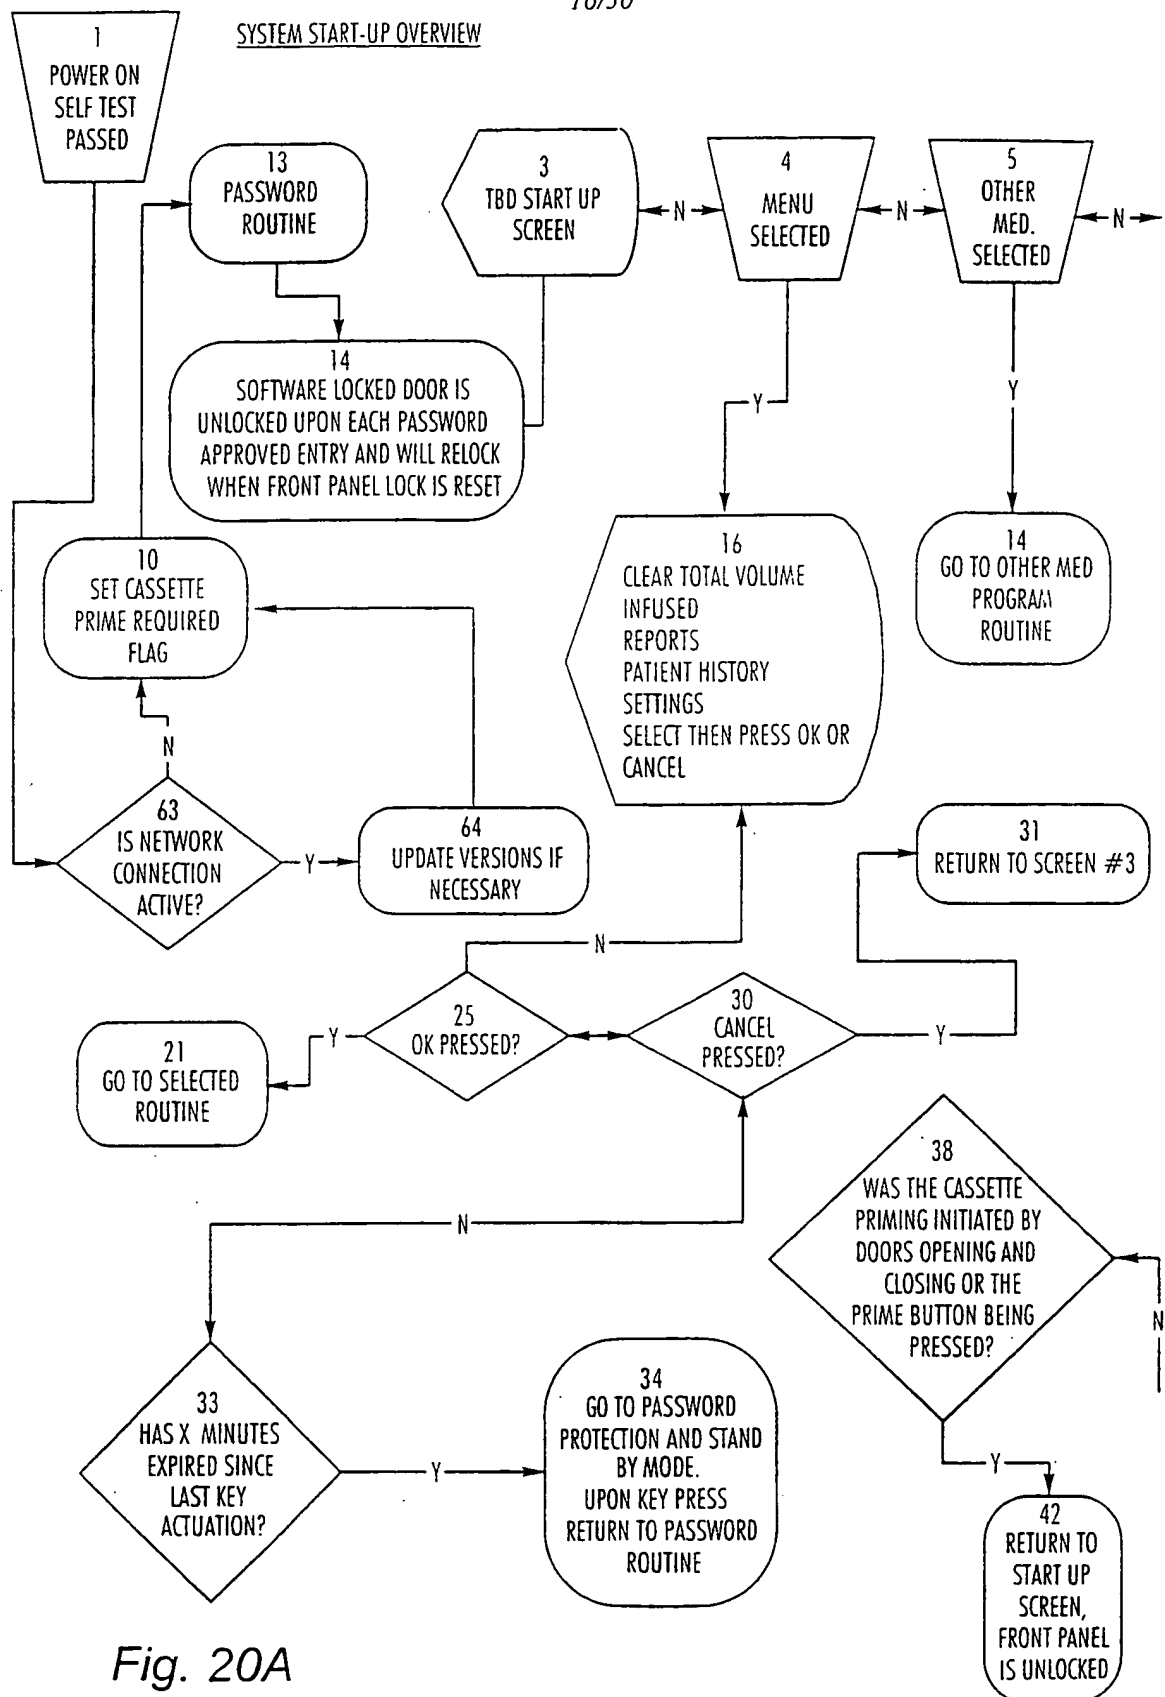 SYSTEM START-UP OVERVIEW
1
POWER ON
SELF TEST
PASSED
13
PASSWORD
ROUTINE
3
TBD START UP
SCREEN
N
4
MENU
SELECTED
N
5
OTHER
MED.
SELECTED
N
14
SOFTWARE LOCKED DOOR IS
UNLOCKED UPON EACH PASSWORD
APPROVED ENTRY AND WILL RELOCK
WHEN FRONT PANEL LOCK IS RESET
Y
Y
10
SET CASSETTE
PRIME REQUIRED
FLAG
16
CLEAR TOTAL VOLUME
INFUSED
REPORTS
PATIENT HISTORY
SETTINGS
SELECT THEN PRESS OK OR
CANCEL
14
GO TO OTHER MED
PROGRAM
ROUTINE
N
63
IS NETWORK
CONNECTION
ACTIVE?
Y
64
UPDATE VERSIONS IF
NECESSARY
31
RETURN TO SCREEN #3
N
25
OK PRESSED?
30
CANCEL
PRESSED?
Y
Y
21
GO TO SELECTED
ROUTINE
N
38
WAS THE CASSETTE
PRIMING INITIATED BY
DOORS OPENING AND
CLOSING OR THE
PRIME BUTTON BEING
PRESSED?
N
33
HAS X MINUTES
EXPIRED SINCE
LAST KEY
ACTUATION?
Y
34
GO TO PASSWORD
PROTECTION AND STAND
BY MODE.
UPON KEY PRESS
RETURN TO PASSWORD
ROUTINE
Y
42
RETURN TO
START UP
SCREEN,
FRONT PANEL
IS UNLOCKED
Fig. 20A